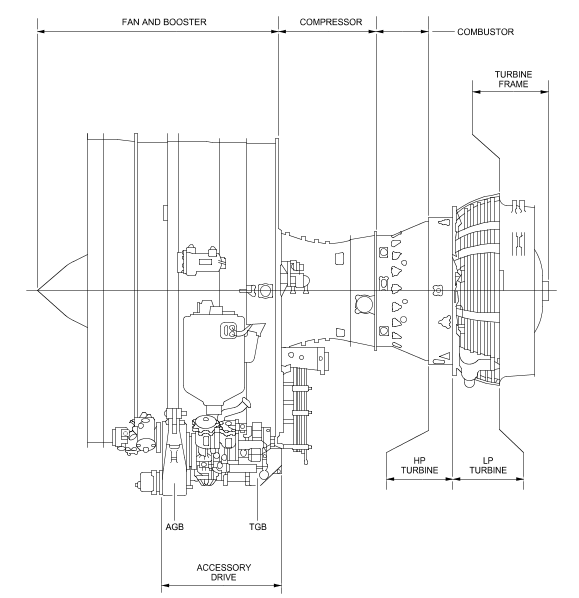 FAN AND BOOSTER
COMPRESSOR
COMBUSTOR
TURBINE
FRAME
HP
TURBINE
LP
TURBINE
AGB
TGB
ACCESSORY
DRIVE